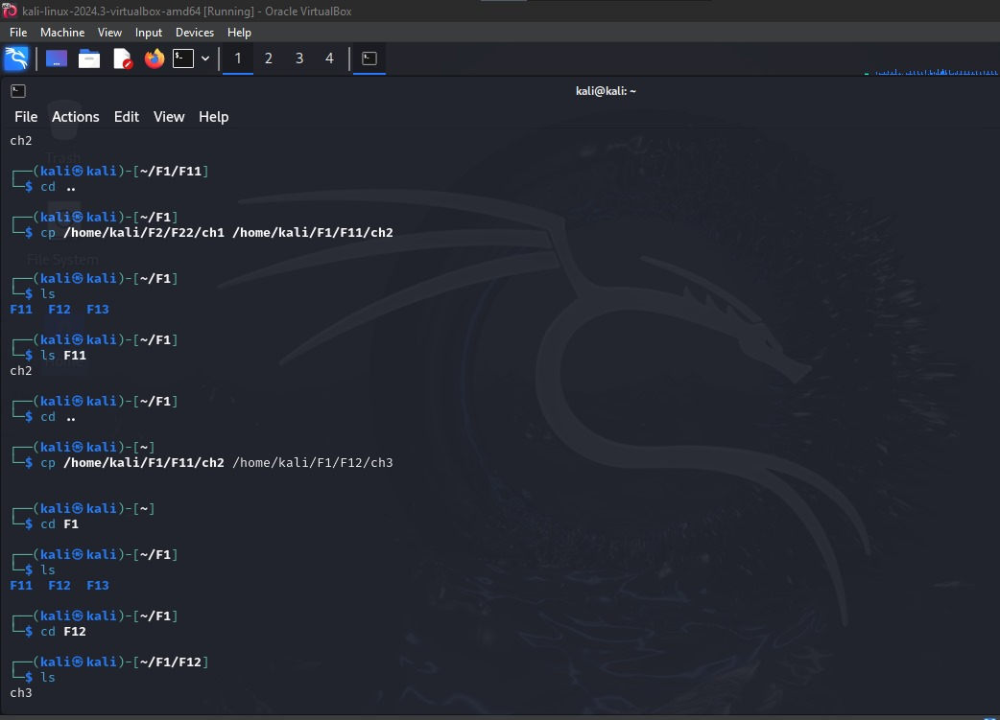 kali-linux-2024.3-virtualbox-amd64 [Running] - Oracle VirtualBox
File Machine View Input Devices Help
1 2 3 4
kali@kali: ~
File Actions Edit View Help
ch2
Trash
┌──(kali㉿kali)-[~/F1/F11]
└─$ cd ..
┌──(kali㉿kali)-[~/F1]
└─$ cp /home/kali/F2/F22/ch1 /home/kali/F1/F11/ch2
File System
┌──(kali㉿kali)-[~/F1]
└─$ ls
F11 F12 F13
┌──(kali㉿kali)-[~/F1]
└─$ ls F11
ch2
┌──(kali㉿kali)-[~/F1]
└─$ cd ..
┌──(kali㉿kali)-[~]
└─$ cp /home/kali/F1/F11/ch2 /home/kali/F1/F12/ch3
┌──(kali㉿kali)-[~]
└─$ cd F1
┌──(kali㉿kali)-[~/F1]
└─$ ls
F11 F12 F13
┌──(kali㉿kali)-[~/F1]
└─$ cd F12
┌──(kali㉿kali)-[~/F1/F12]
└─$ ls
ch3